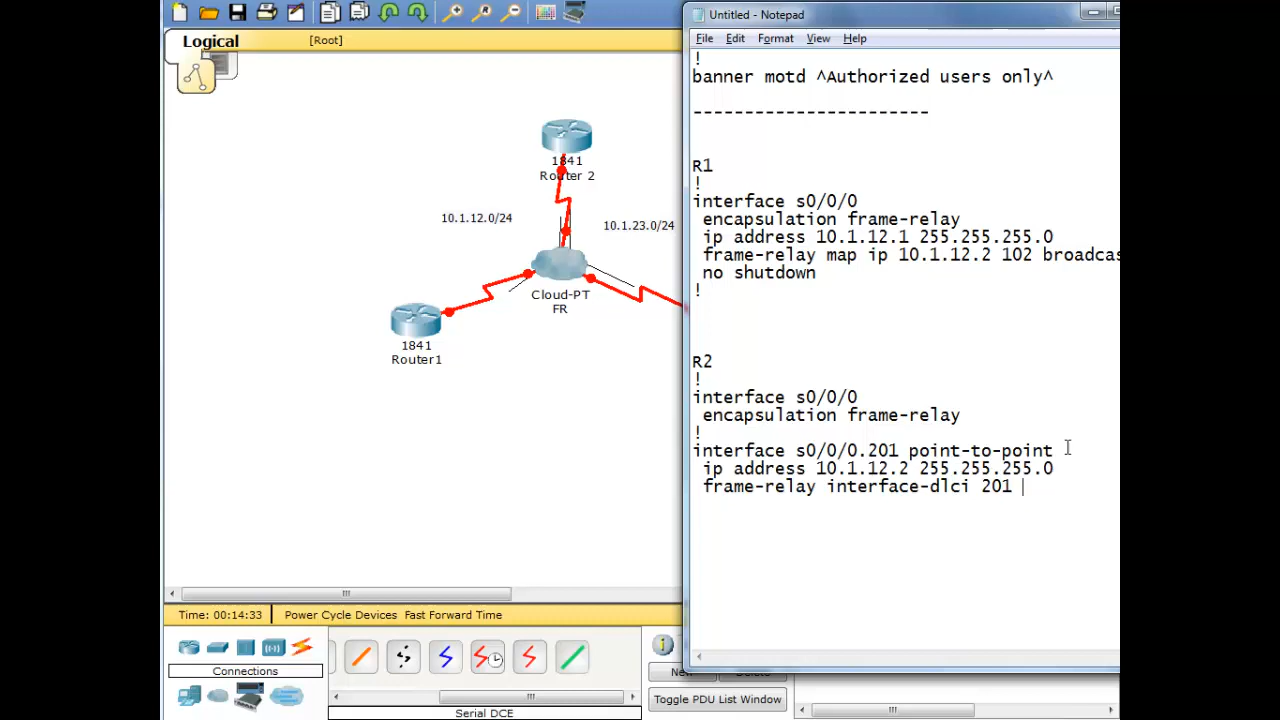 Logical
[Root]
1841
Router 2
10.1.12.0/24
10.1.23.0/24
Cloud-PT
FR
1841
Router1
Time: 00:14:33
Power Cycle Devices Fast Forward Time
Connections
Serial DCE
New
Delete
Toggle PDU List Window
Untitled - Notepad
File Edit Format View Help
!
banner motd ^Authorized users only^
-----------------------
R1
!
interface s0/0/0
encapsulation frame-relay
ip address 10.1.12.1 255.255.255.0
frame-relay map ip 10.1.12.2 102 broadcas
no shutdown
!
R2
!
interface s0/0/0
encapsulation frame-relay
!
interface s0/0/0.201 point-to-point
ip address 10.1.12.2 255.255.255.0
frame-relay interface-dlci 201